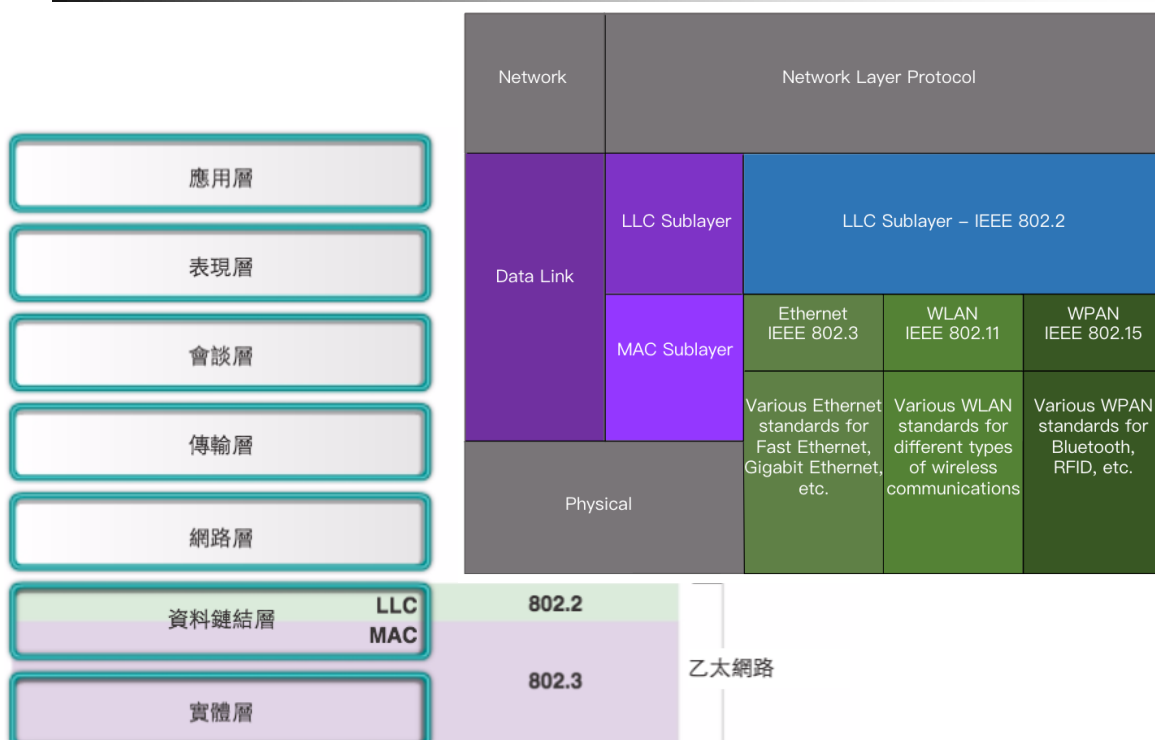 Network
Network Layer Protocol
Data Link
LLC Sublayer
LLC Sublayer – IEEE 802.2
MAC Sublayer
Ethernet
IEEE 802.3
WLAN
IEEE 802.11
WPAN
IEEE 802.15
Various Ethernet
standards for
Fast Ethernet,
Gigabit Ethernet,
etc.
Various WLAN
standards for
different types
of wireless
communications
Various WPAN
standards for
Bluetooth,
RFID, etc.
Physical
應用層
表現層
會談層
傳輸層
網路層
資料鏈結層
LLC
MAC
802.2
實體層
802.3
乙太網路